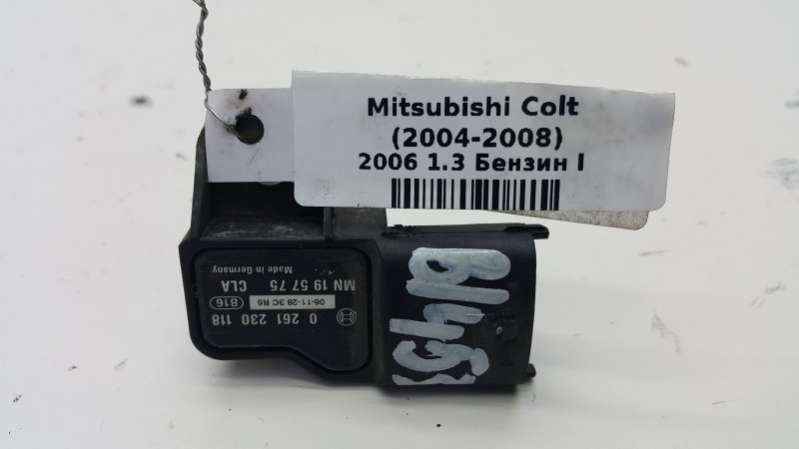 Mitsubishi Colt
(2004-2008)
2006 1.3 Бензин I
0 261 230 118
06-11-28 3C R6 816
MN 19 57 75 CLA
Made in Germany